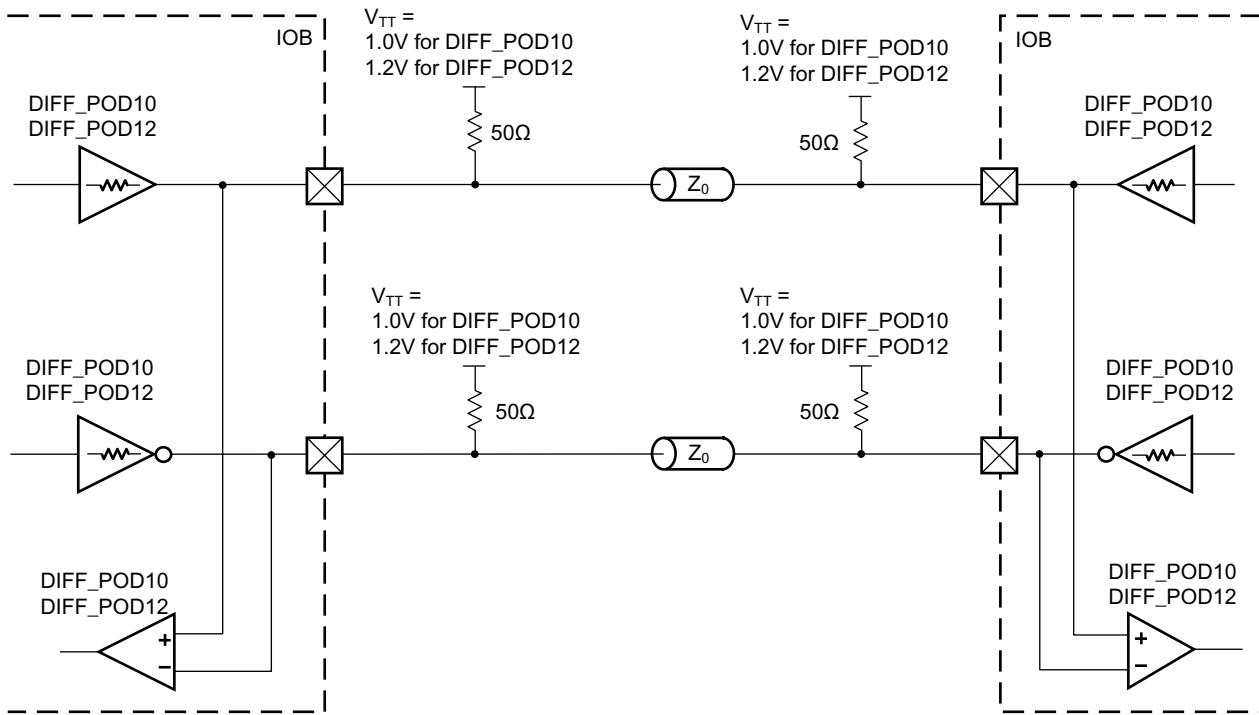 V_TT =
1.0V for DIFF_POD10
1.2V for DIFF_POD12
V_TT =
1.0V for DIFF_POD10
1.2V for DIFF_POD12
IOB
IOB
DIFF_POD10
DIFF_POD12
50Ω
50Ω
DIFF_POD10
DIFF_POD12
Z_0
V_TT =
1.0V for DIFF_POD10
1.2V for DIFF_POD12
V_TT =
1.0V for DIFF_POD10
1.2V for DIFF_POD12
DIFF_POD10
DIFF_POD12
50Ω
50Ω
DIFF_POD10
DIFF_POD12
Z_0
DIFF_POD10
DIFF_POD12
+
−
DIFF_POD10
DIFF_POD12
+
−